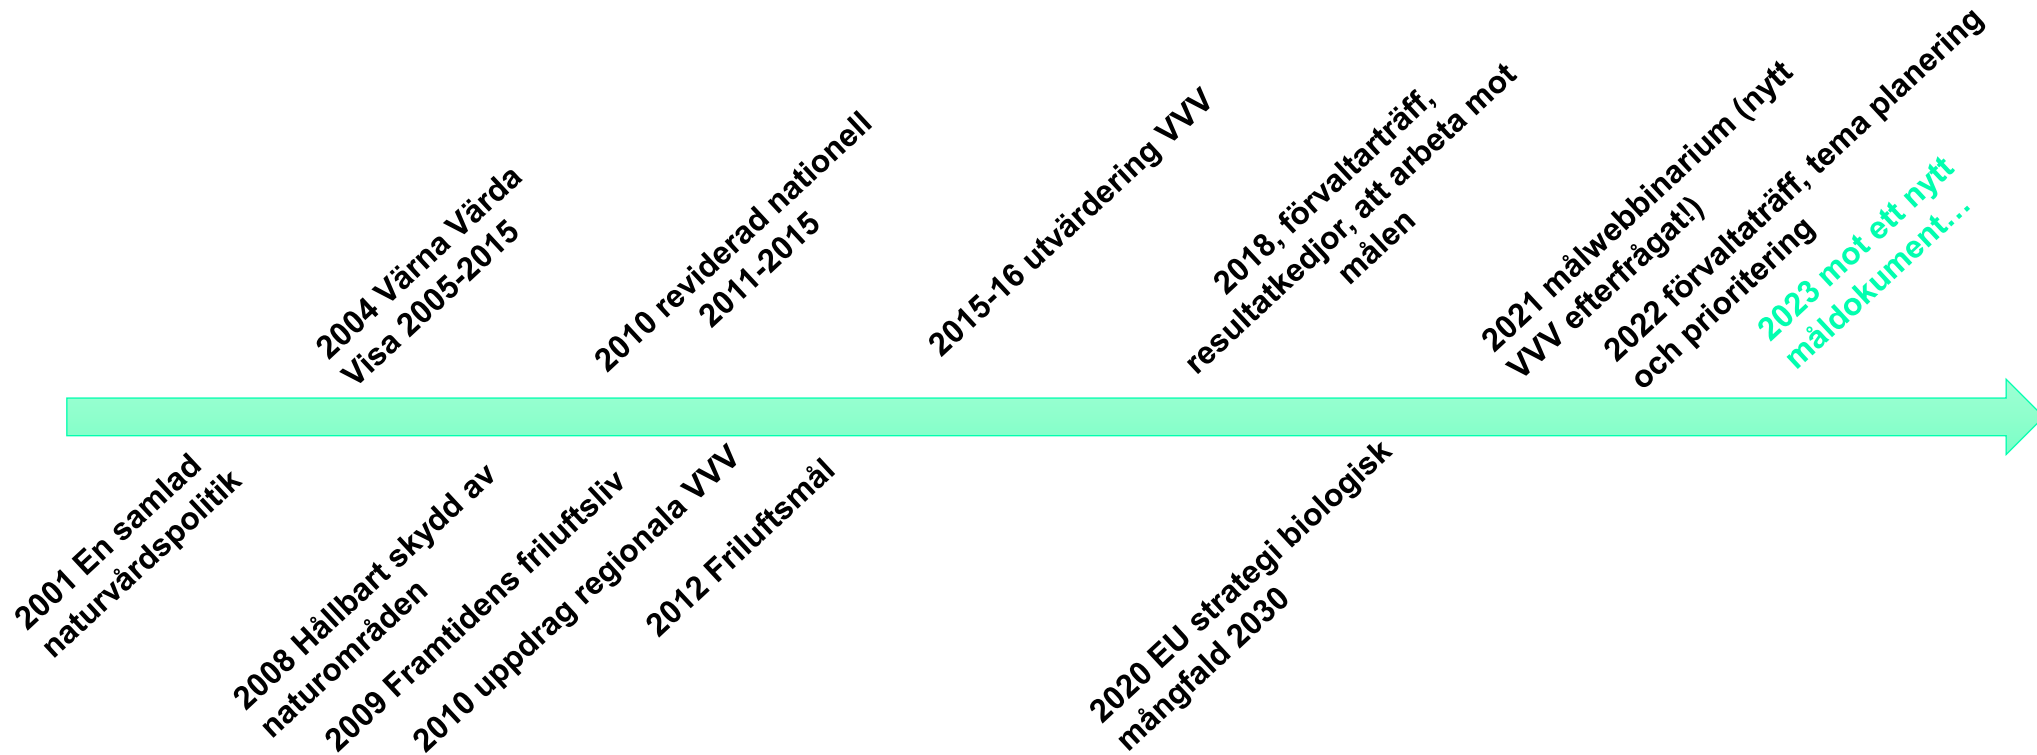 2004 Värna Värda
Visa 2005-2015
2010 reviderad nationell
2011-2015
2015-16 utvärdering VVV
2018, förvaltarträff,
resultatkedjor, att arbeta mot
målen
2021 målwebbinarium (nytt
VVV efterfrågat!)
2022 förvaltaträff, tema planering
och prioritering
2023 mot ett nytt
måldokument…
2001 En samlad
naturvårdspolitik
2008 Hållbart skydd av
naturområden
2009 Framtidens friluftsliv
2010 uppdrag regionala VVV
2012 Friluftsmål
2020 EU strategi biologisk
mångfald 2030